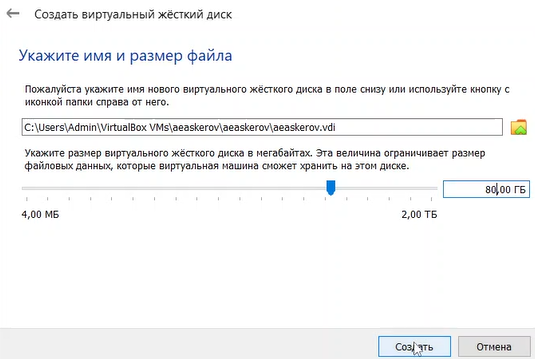 Создать виртуальный жёсткий диск
Укажите имя и размер файла
Пожалуйста укажите имя нового виртуального жёсткого диска в поле снизу или используйте кнопку с
иконкой папки справа от него.
C:\Users\Admin\VirtualBox VMs\aeaskerov\aeaskerov\aeaskerov.vdi
Укажите размер виртуального жёсткого диска в мегабайтах. Эта величина ограничивает размер
файловых данных, которые виртуальная машина сможет хранить на этом диске.
80,00 ГБ
4,00 МБ 2,00 ТБ
Создать Отмена